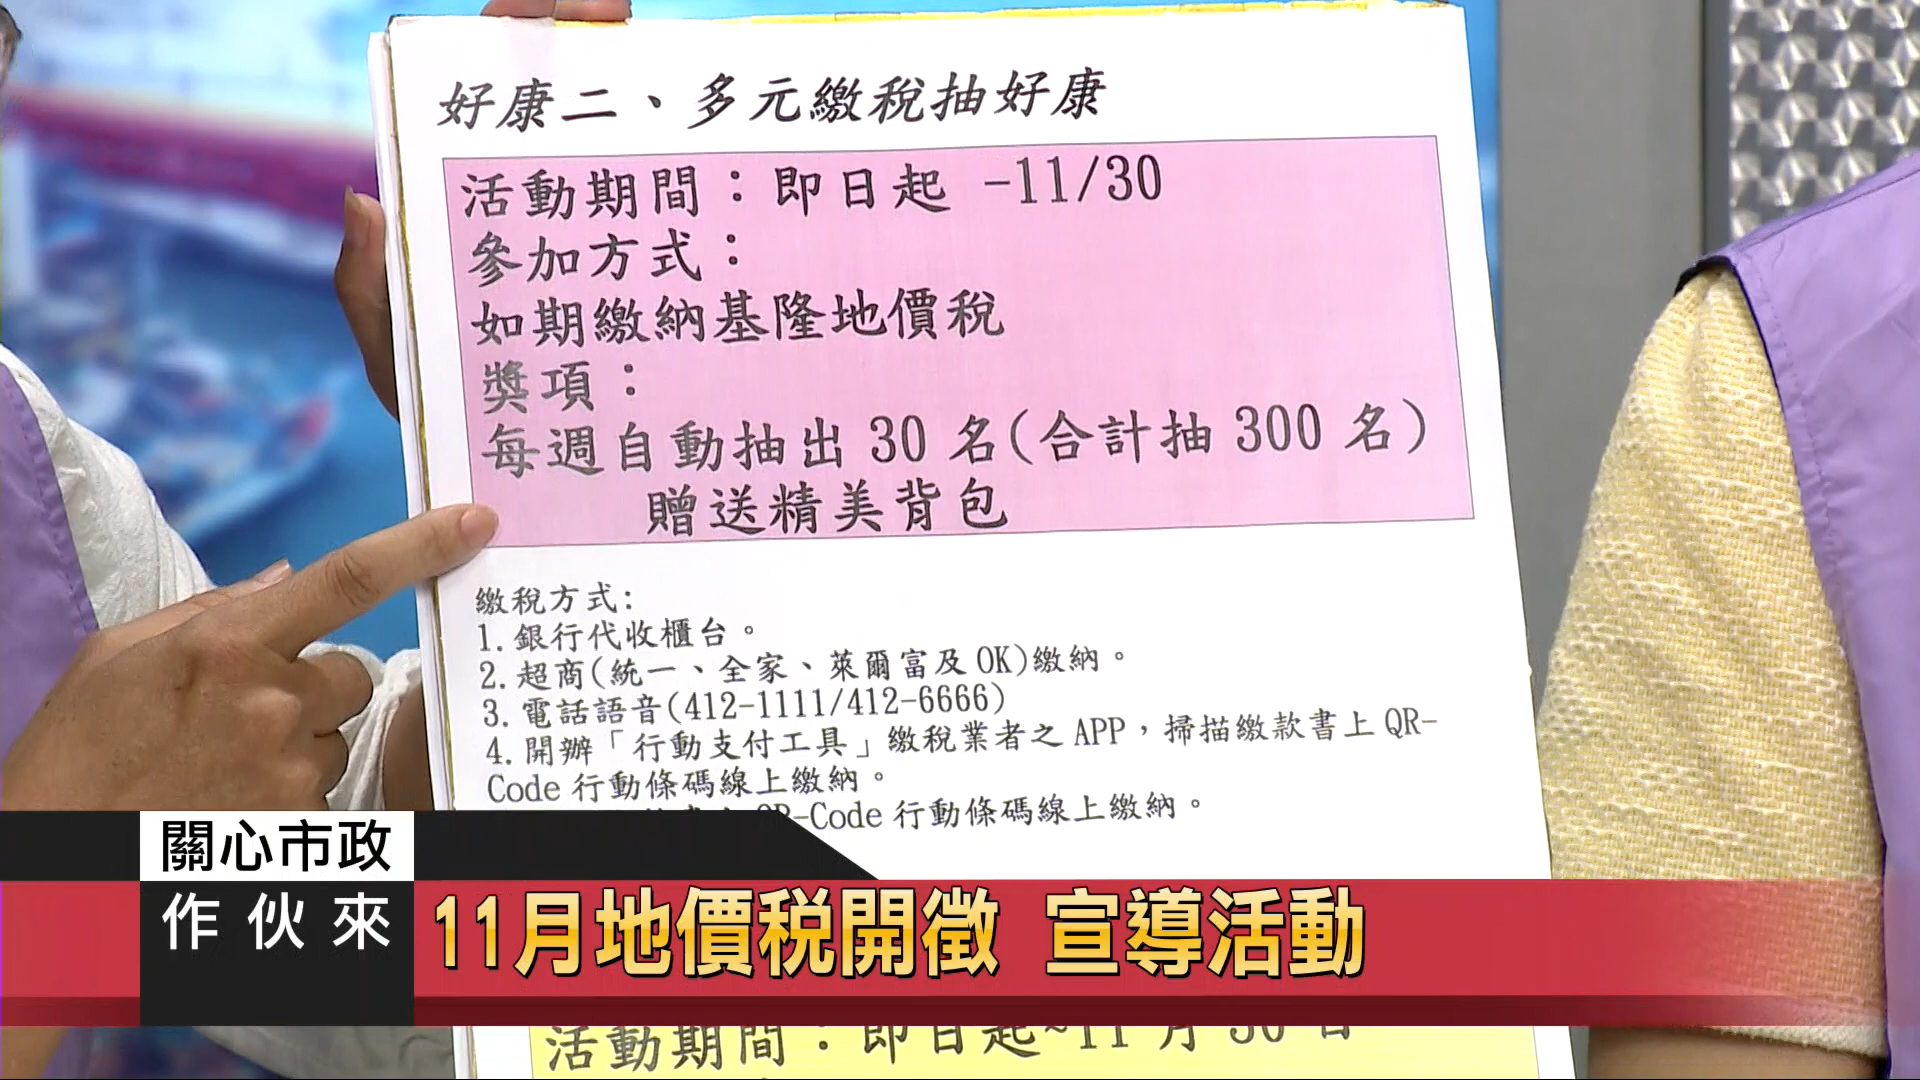 好康二、多元繳稅抽好康
活動期間：即日起 -11/30
參加方式：
如期繳納基隆地價稅
獎項：
每週自動抽出 30 名(合計抽 300 名)
贈送精美背包
繳稅方式:
1.銀行代收櫃台。
2.超商(統一、全家、萊爾富及 OK)繳納。
3.電話語音(412-1111/412-6666)
4.開辦「行動支付工具」繳稅業者之 APP，掃描繳款書上 QR-
Code 行動條碼線上繳納。
QR-Code 行動條碼線上繳納。
關心市政
作伙來
11月地價稅開徵 宣導活動
活動期間：即日起~11 月 30 日